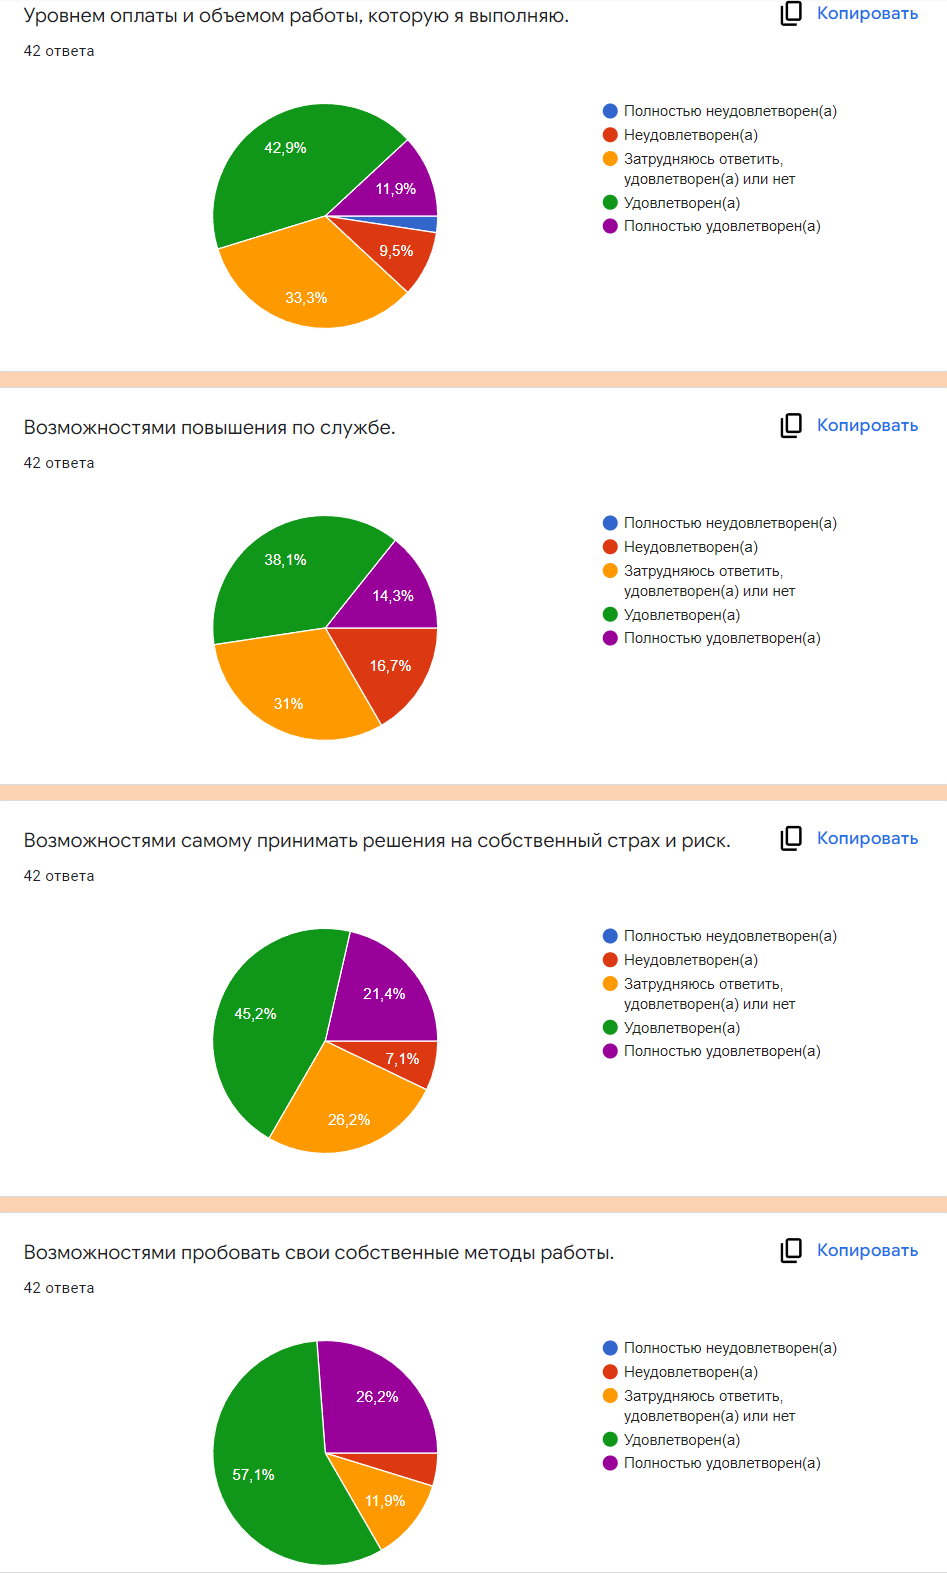 Уровнем оплаты и объемом работы, которую я выполняю.
Копировать
42 ответа
42,9%
11,9%
9,5%
33,3%
Полностью неудовлетворен(а)
Неудовлетворен(а)
Затрудняюсь ответить,
удовлетворен(а) или нет
Удовлетворен(а)
Полностью удовлетворен(а)
Возможностями повышения по службе.
Копировать
42 ответа
38,1%
14,3%
16,7%
31%
Полностью неудовлетворен(а)
Неудовлетворен(а)
Затрудняюсь ответить,
удовлетворен(а) или нет
Удовлетворен(а)
Полностью удовлетворен(а)
Возможностями самому принимать решения на собственный страх и риск.
Копировать
42 ответа
21,4%
45,2%
7,1%
26,2%
Полностью неудовлетворен(а)
Неудовлетворен(а)
Затрудняюсь ответить,
удовлетворен(а) или нет
Удовлетворен(а)
Полностью удовлетворен(а)
Возможностями пробовать свои собственные методы работы.
Копировать
42 ответа
26,2%
57,1%
11,9%
Полностью неудовлетворен(а)
Неудовлетворен(а)
Затрудняюсь ответить,
удовлетворен(а) или нет
Удовлетворен(а)
Полностью удовлетворен(а)